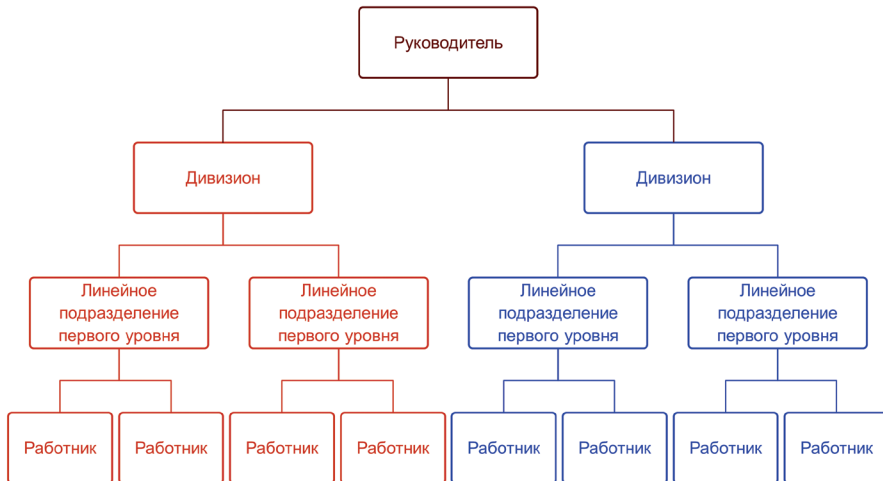 Руководитель
Дивизион
Дивизион
Линейное
подразделение
первого уровня
Линейное
подразделение
первого уровня
Линейное
подразделение
первого уровня
Линейное
подразделение
первого уровня
Работник
Работник
Работник
Работник
Работник
Работник
Работник
Работник